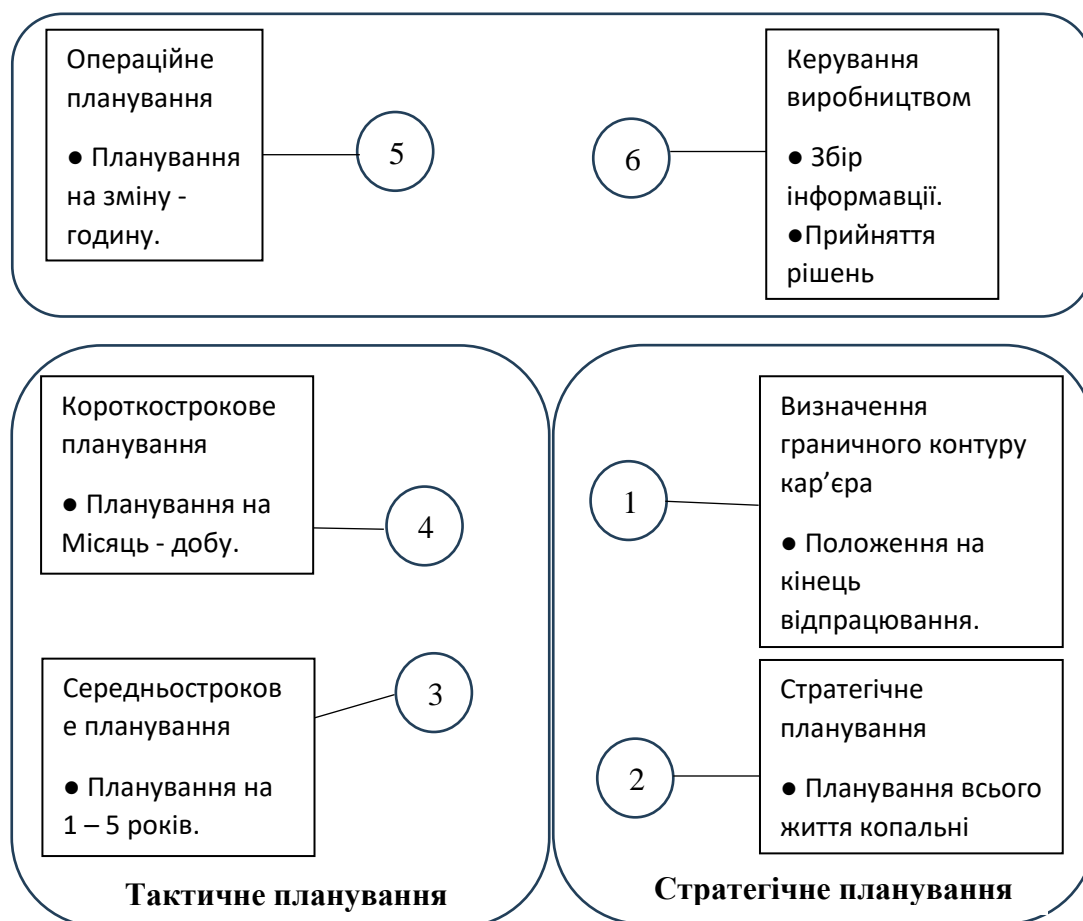 Операційне
планування
● Планування
на зміну -
годину.
5
6
Керування
виробництвом
● Збір
інформавції.
●Прийняття
рішень
Короткострокове
планування
● Планування на
Місяць - добу.
4
Середньостроков
е планування
● Планування на
1 – 5 років.
3
Тактичне планування
1
Визначення
граничного контуру
кар’єра
● Положення на
кінець
відпрацювання.
2
Стратегічне
планування
● Планування всього
життя копальні
Стратегічне планування